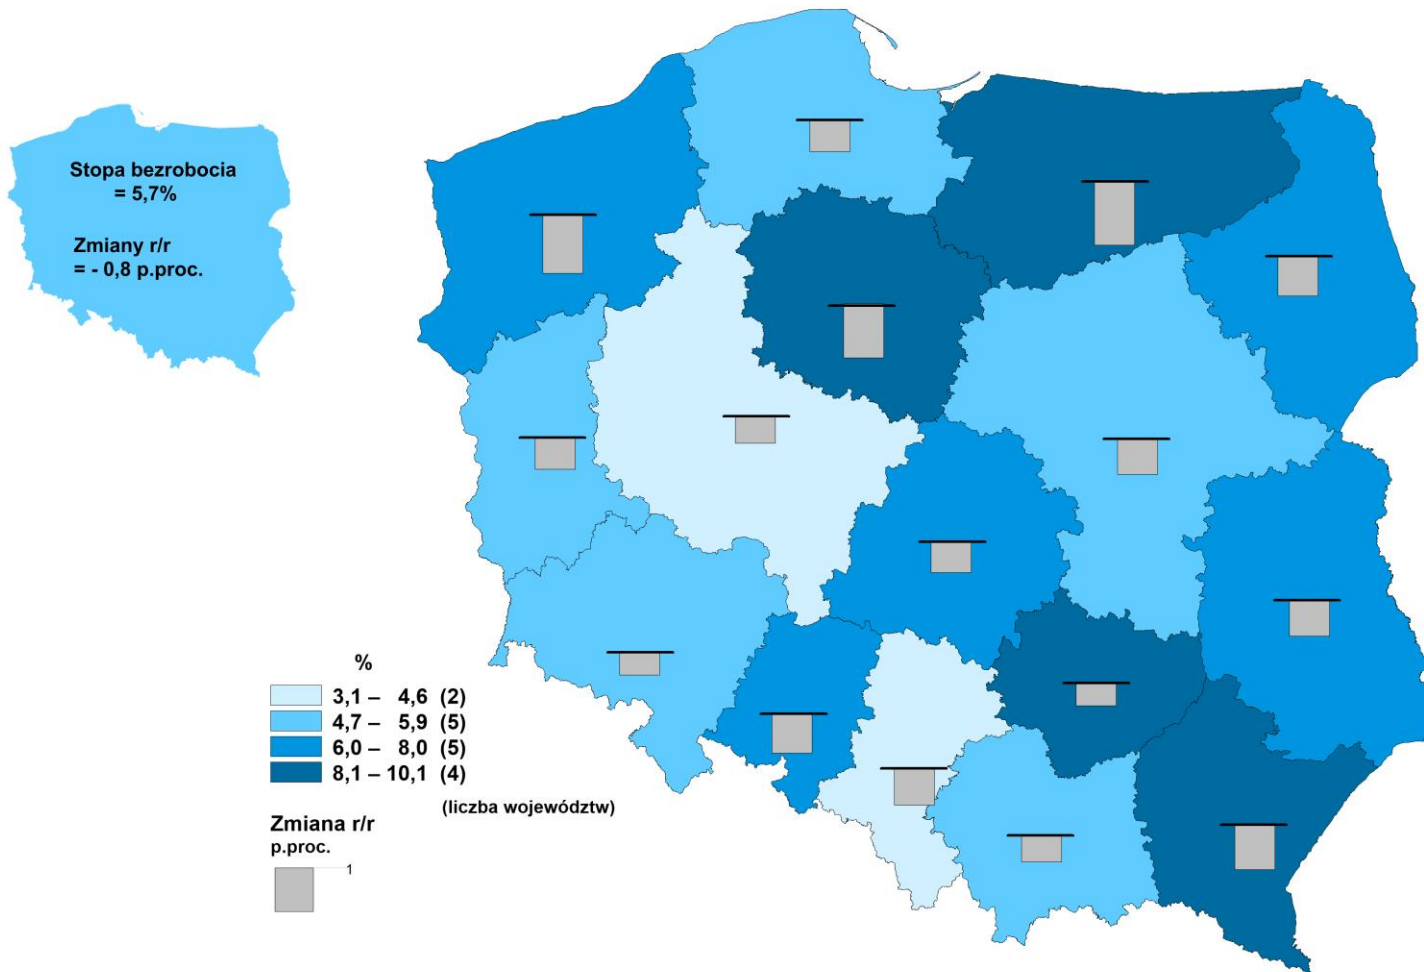 Stopa bezrobocia
= 5,7%
Zmiany r/r
= - 0,8 p.proc.
%
3,1 – 4,6 (2)
4,7 – 5,9 (5)
6,0 – 8,0 (5)
8,1 – 10,1 (4)
(liczba województw)
Zmiana r/r
p.proc.
1